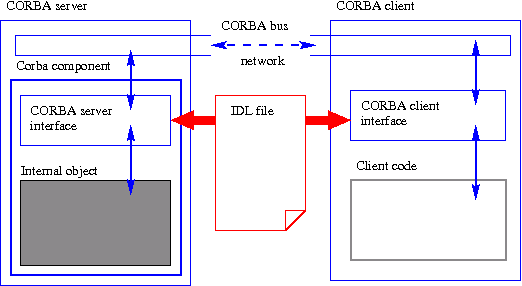 CORBA server
CORBA client
CORBA bus
network
Corba component
CORBA server
interface
IDL file
CORBA client
interface
Internal object
Client code